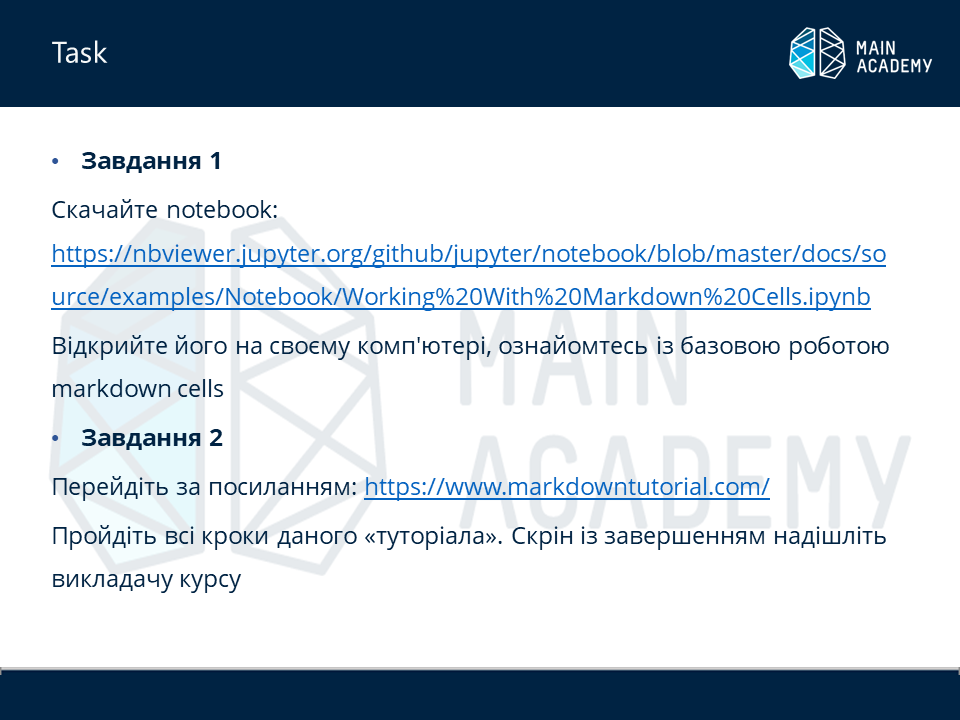 Task
MAIN
ACADEMY
• Завдання 1
Скачайте notebook:
https://nbviewer.jupyter.org/github/jupyter/notebook/blob/master/docs/so
urce/examples/Notebook/Working%20With%20Markdown%20Cells.ipynb
Відкрийте його на своєму комп'ютері, ознайомтесь із базовою роботою
markdown cells
• Завдання 2
Перейдіть за посиланням: https://www.markdowntutorial.com/
Пройдіть всі кроки даного «туторіала». Скрін із завершенням надішліть
викладачу курсу
MAIN
ACADEMY